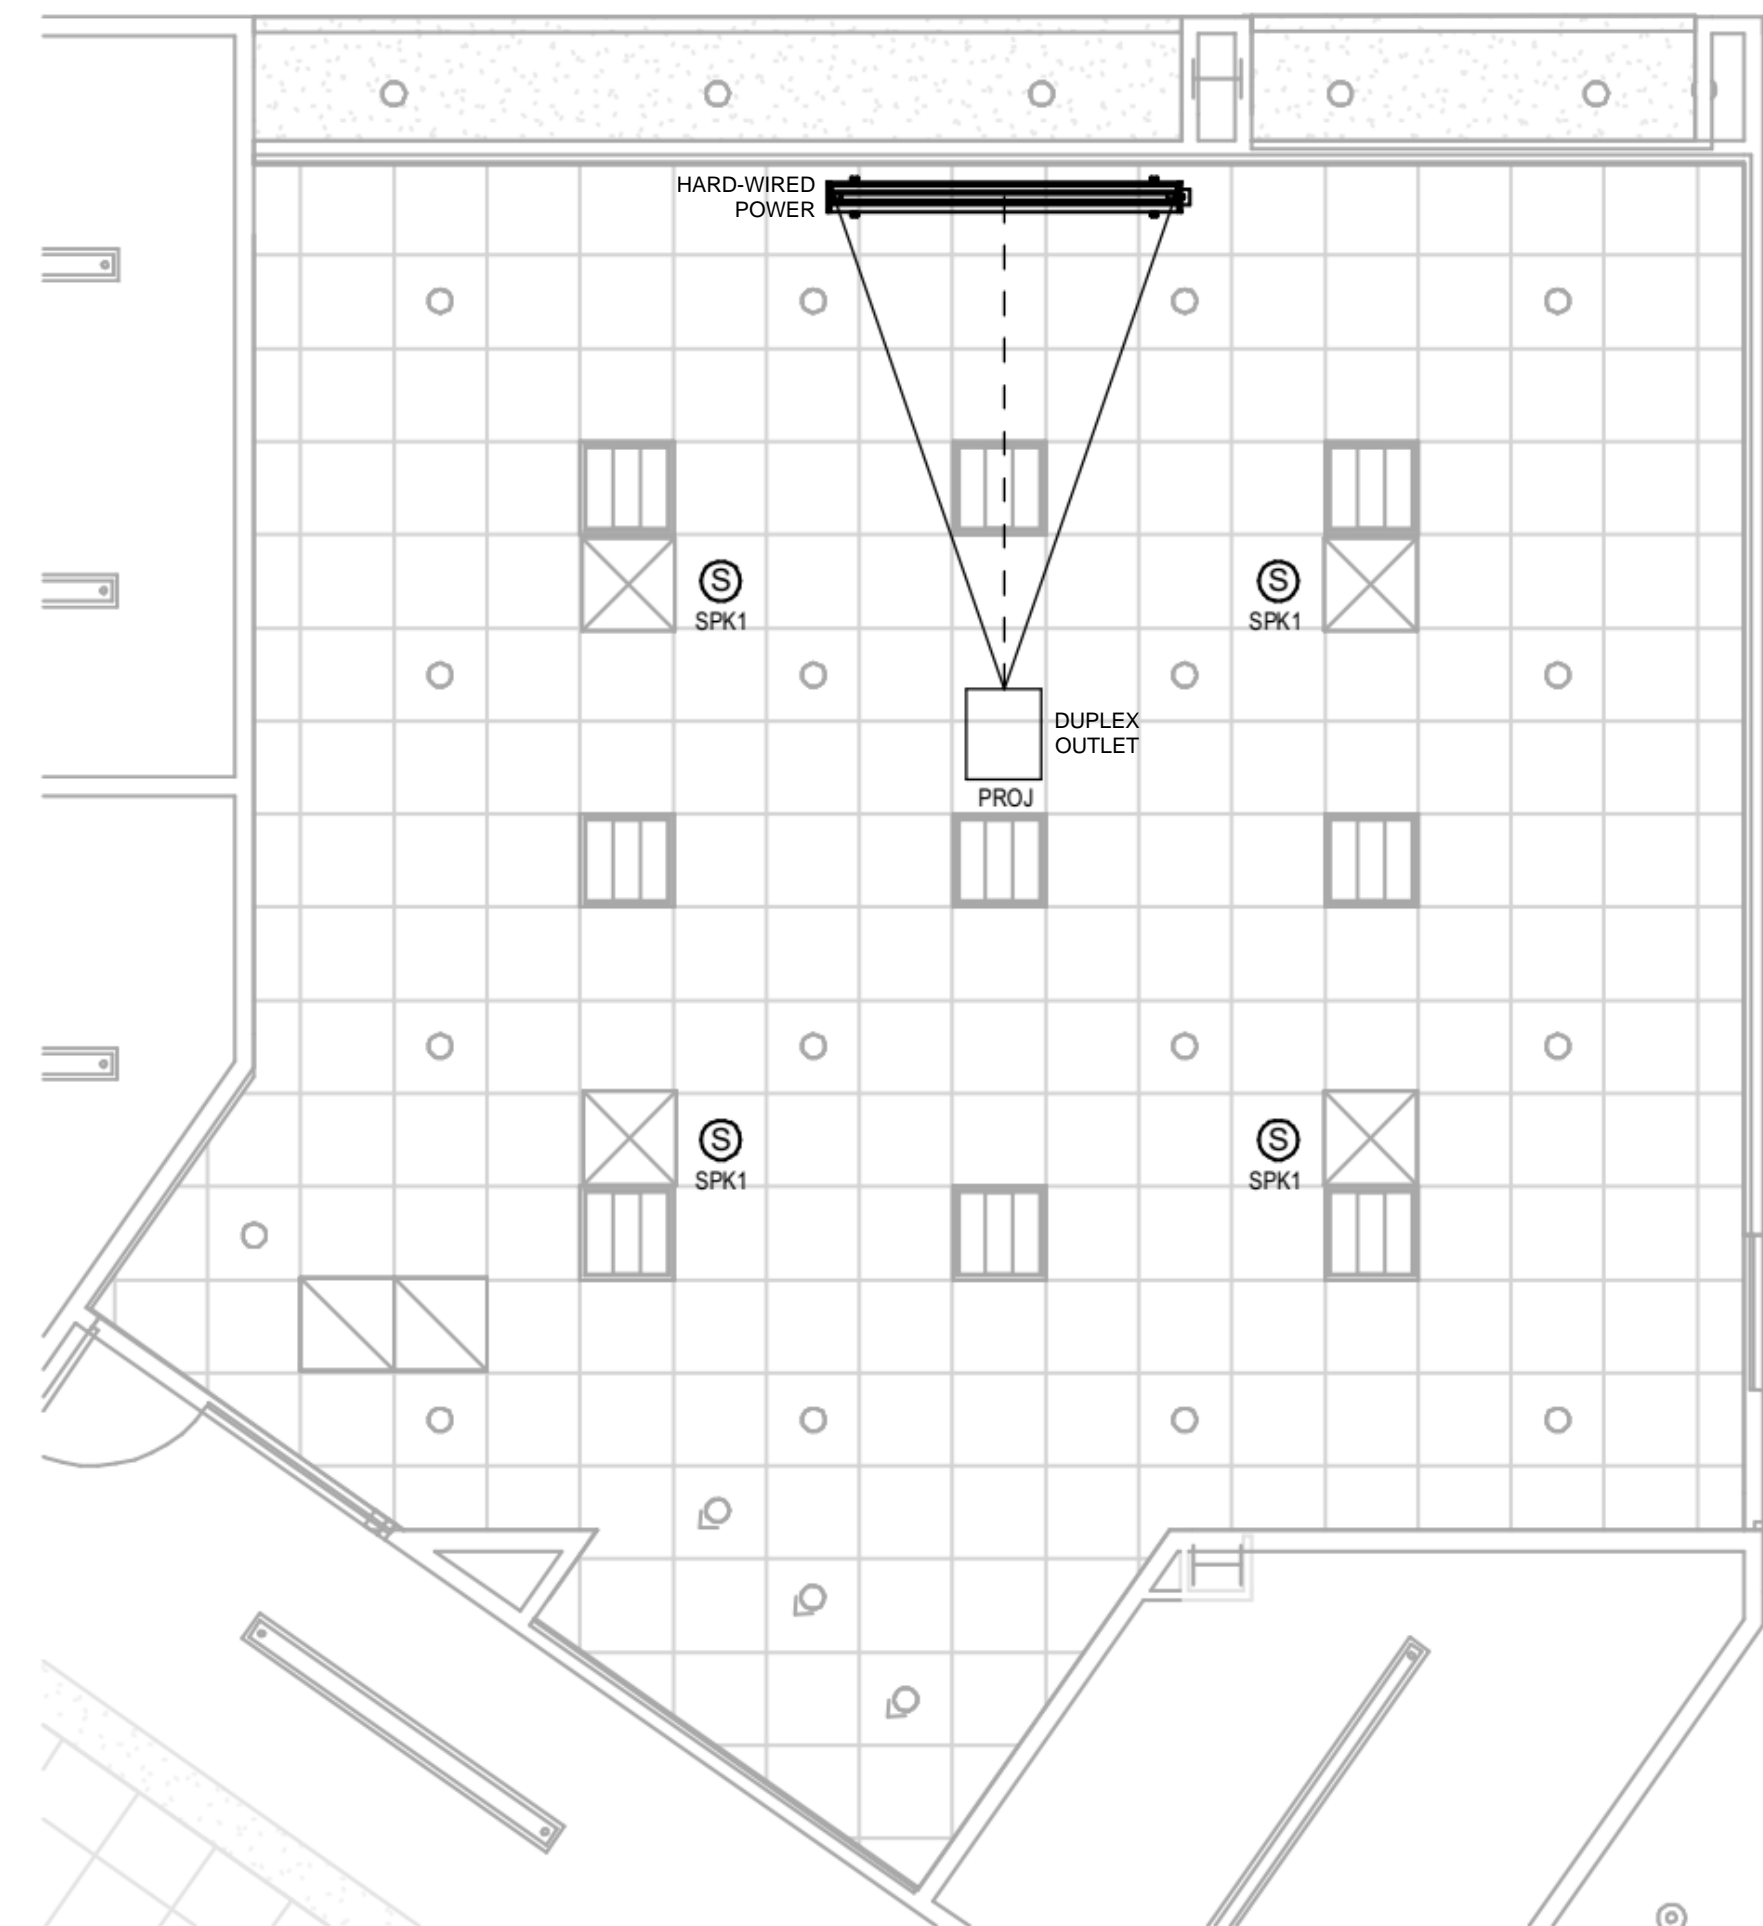 HARD-WIRED
POWER
S
SPK1
S
SPK1
DUPLEX
OUTLET
PROJ
S
SPK1
S
SPK1